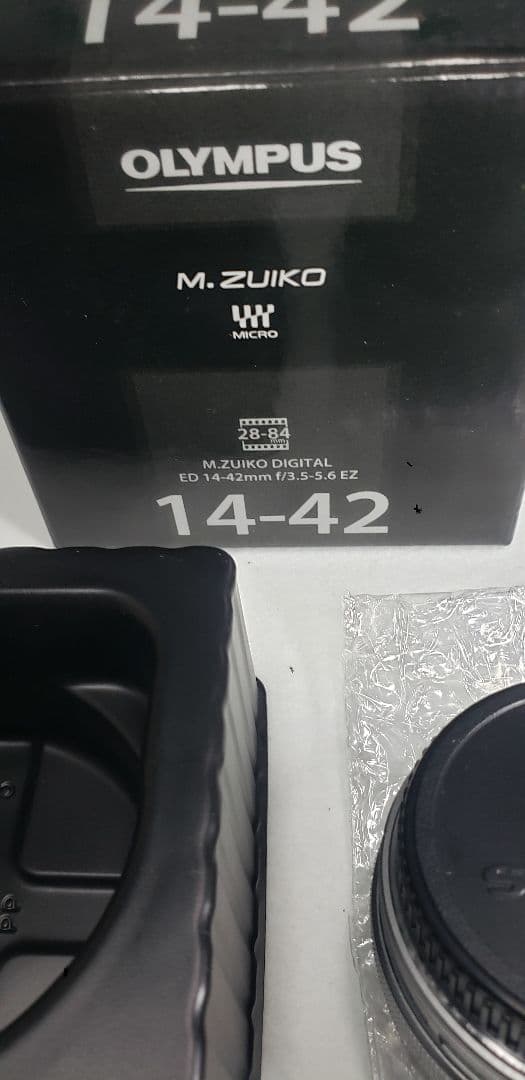 14-42
OLYMPUS
M.ZUIKO
MICRO
28-84
mm
M.ZUIKO DIGITAL
ED 14-42mm f/3.5-5.6 EZ
14-42